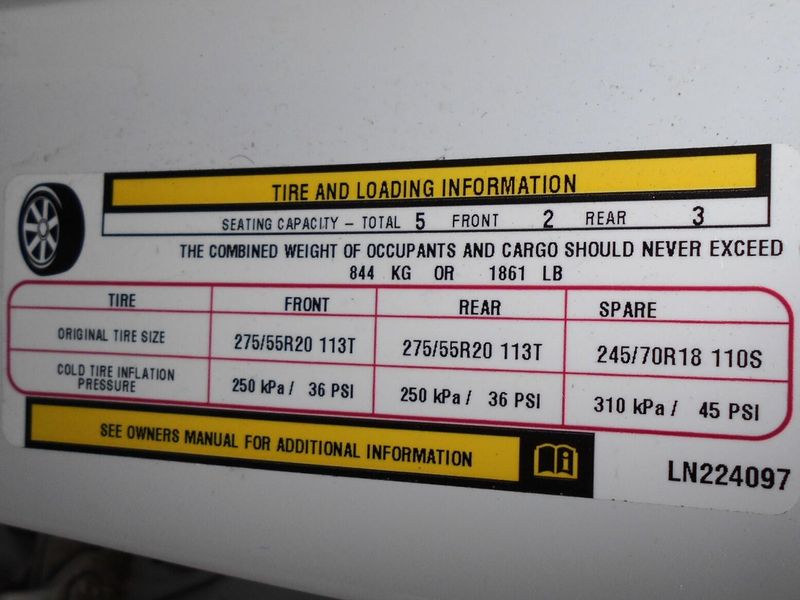 TIRE AND LOADING INFORMATION
SEATING CAPACITY – TOTAL 5 FRONT 2 REAR 3
THE COMBINED WEIGHT OF OCCUPANTS AND CARGO SHOULD NEVER EXCEED
844 KG OR 1861 LB
TIRE FRONT REAR SPARE
ORIGINAL TIRE SIZE 275/55R20 113T 275/55R20 113T 245/70R18 110S
COLD TIRE INFLATION
PRESSURE 250 kPa / 36 PSI 250 kPa / 36 PSI 310 kPa / 45 PSI
SEE OWNERS MANUAL FOR ADDITIONAL INFORMATION
LN224097